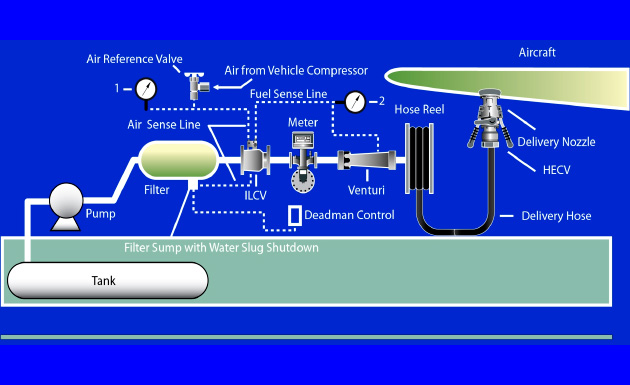 Aircraft
Air Reference Valve
Air from Vehicle Compressor
1
Fuel Sense Line
2
Hose Reel
Air Sense Line
Meter
Delivery Nozzle
HECV
Filter
ILCV
Venturi
Pump
Deadman Control
Delivery Hose
Filter Sump with Water Slug Shutdown
Tank